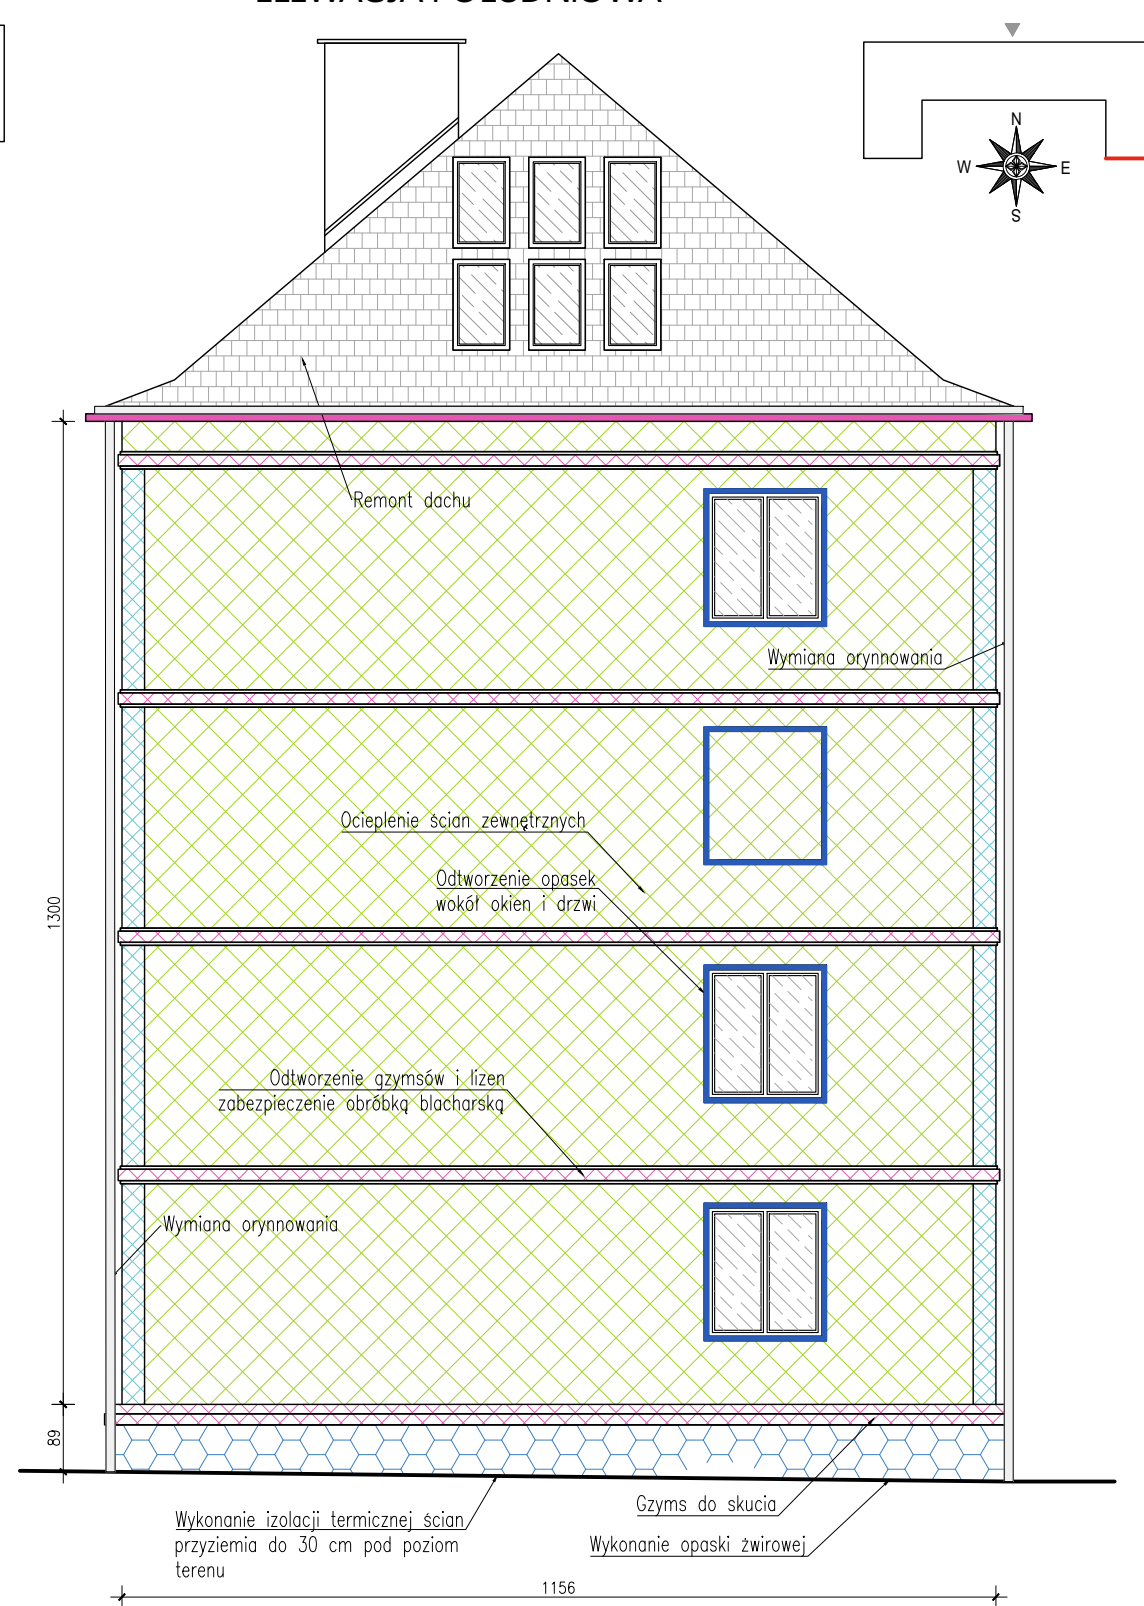 ELEWACJA POŁUDNIOWA
N
W
E
S
Remont dachu
Wymiana orynnowania
Ocieplenie ścian zewnętrznych
Odtworzenie opasek
wokół okien i drzwi
1300
Odtworzenie gzymsów i lizen
zabezpieczenie obróbką blacharską
Wymiana orynnowania
89
Gzyms do skucia
Wykonanie izolacji termicznej ścian
przyziemia do 30 cm pod poziom
terenu
Wykonanie opaski żwirowej
1156